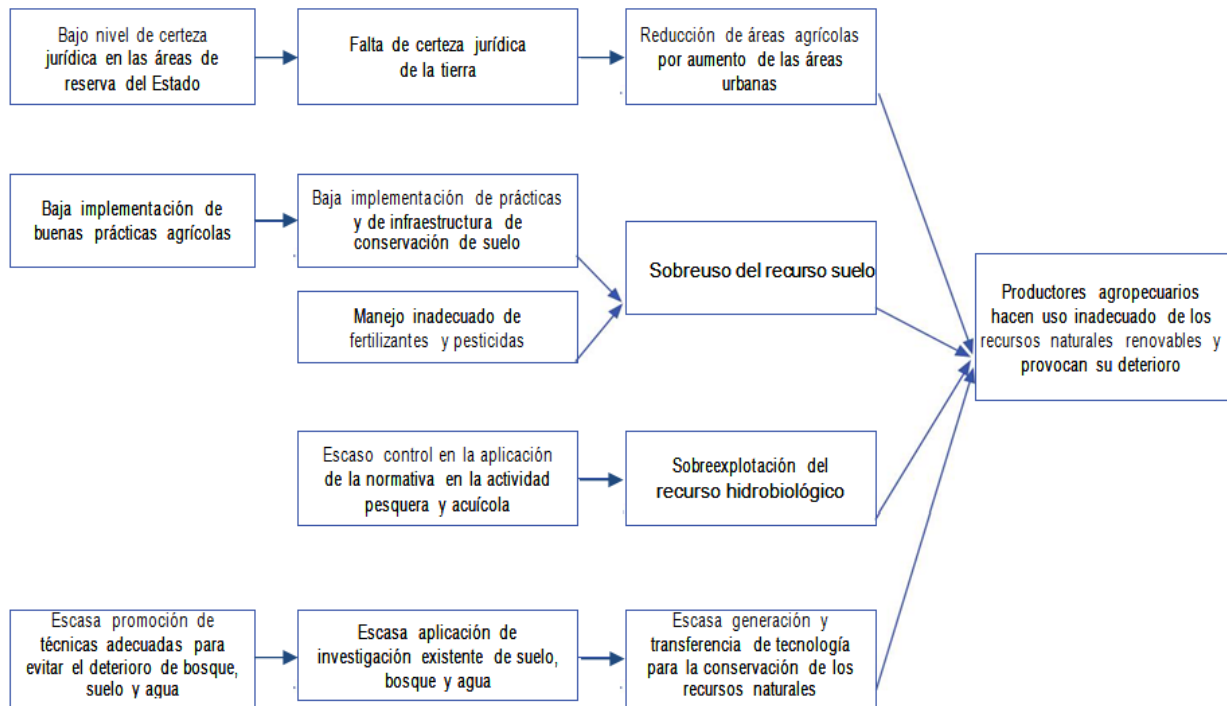 Bajo nivel de certeza
jurídica en las áreas de
reserva del Estado
Falta de certeza jurídica
de la tierra
Reducción de áreas agrícolas
por aumento de las áreas
urbanas
Baja implementación de
buenas prácticas agrícolas
Baja implementación de prácticas
y de infraestructura de
conservación de suelo
Manejo inadecuado de
fertilizantes y pesticidas
Sobreuso del recurso suelo
Productores agropecuarios
hacen uso inadecuado de los
recursos naturales renovables y
provocan su deterioro
Escaso control en la aplicación
de la normativa en la actividad
pesquera y acuícola
Sobreexplotación del
recurso hidrobiológico
Escasa promoción de
técnicas adecuadas para
evitar el deterioro de bosque,
suelo y agua
Escasa aplicación de
investigación existente de suelo,
bosque y agua
Escasa generación y
transferencia de tecnología
para la conservación de los
recursos naturales